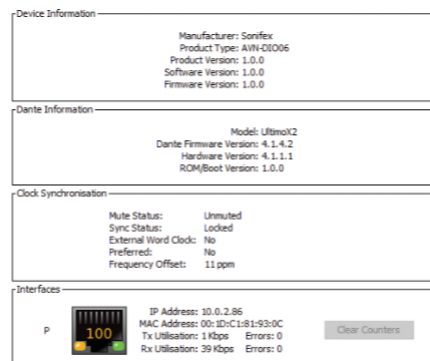 Device Information
Manufacturer: Sonifex
Product Type: AVN-DIO06
Product Version: 1.0.0
Software Version: 1.0.0
Firmware Version: 1.0.0
Dante Information
Model: UltimoX2
Dante Firmware Version: 4.1.4.2
Hardware Version: 4.1.1.1
ROM/Boot Version: 1.0.0
Clock Synchronisation
Mute Status: Unmuted
Sync Status: Locked
External Word Clock: No
Preferred: No
Frequency Offset: 11 ppm
Interfaces
P
100
IP Address: 10.0.2.86
MAC Address: 00:1D:C1:81:93:0C
Tx Utilisation: 1 Kbps Errors: 0
Rx Utilisation: 39 Kbps Errors: 0
Clear Counters